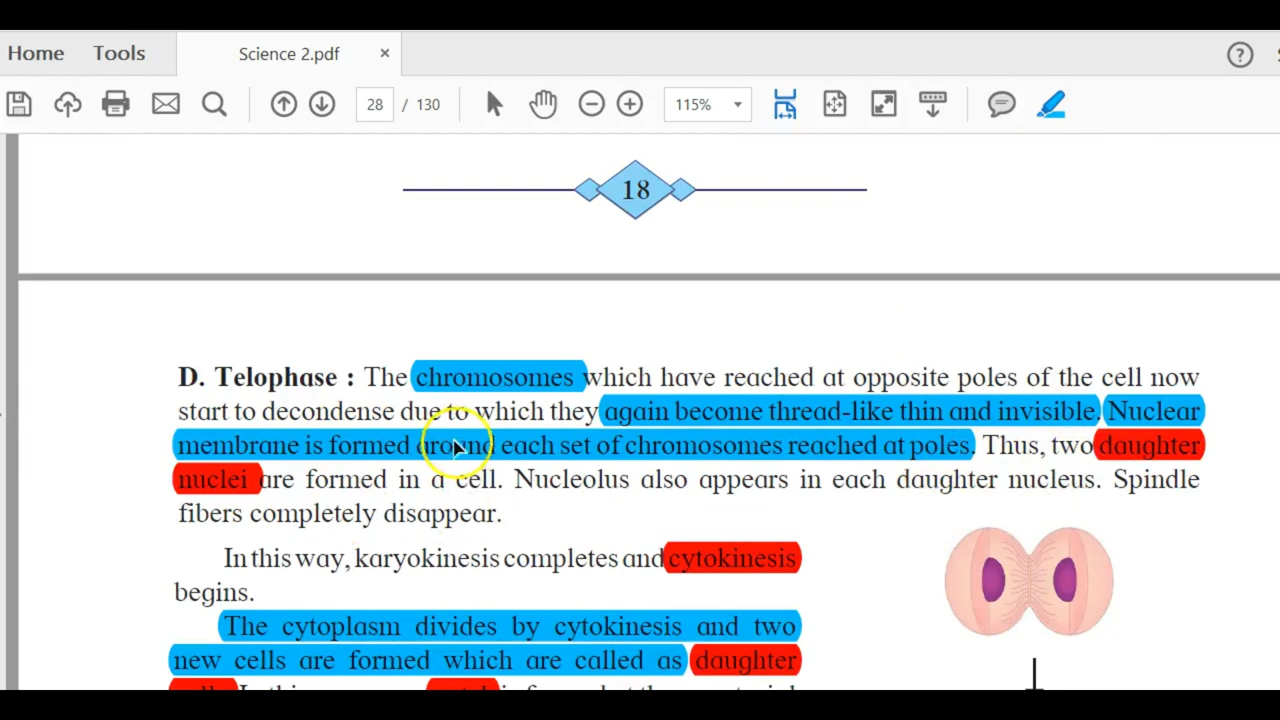 Home Tools Science 2.pdf × ?
28 / 130 115%
18
D. Telophase : The chromosomes which have reached at opposite poles of the cell now
start to decondense due to which they again become thread-like thin and invisible. Nuclear
membrane is formed around each set of chromosomes reached at poles. Thus, two daughter
nuclei are formed in a cell. Nucleolus also appears in each daughter nucleus. Spindle
fibers completely disappear.
In this way, karyokinesis completes and cytokinesis
begins.
The cytoplasm divides by cytokinesis and two
new cells are formed which are called as daughter